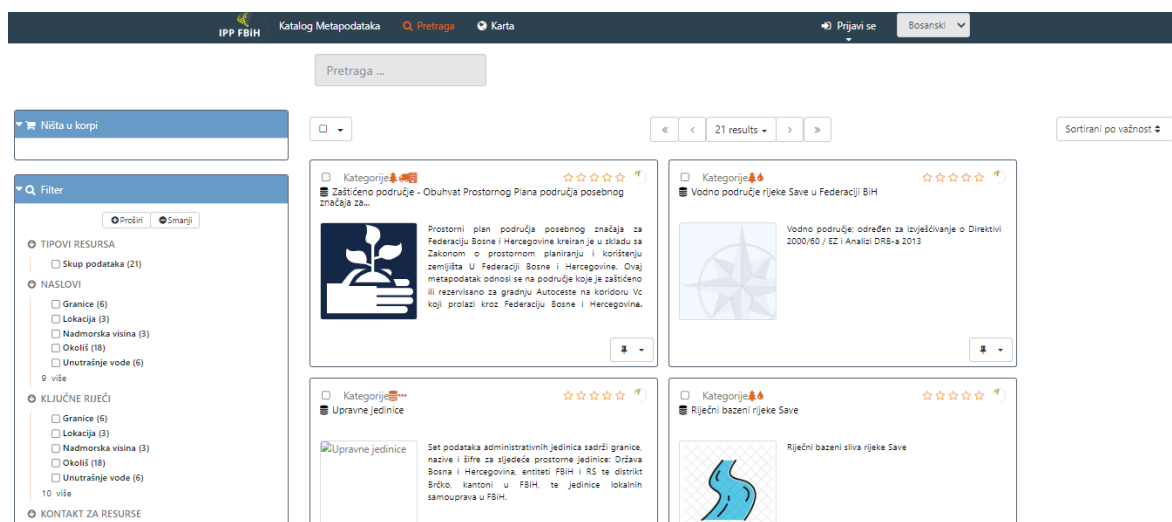 IPP FBiH
Katalog Metapodataka
Pretraga
Karta
Prijavi se
Bosanski
Pretraga ...
Ništa u korpi
21 results
Sortirani po važnost
Filter
Proširi
Smanji
TIPOVI RESURSA
Skup podataka (21)
NASLOVI
Granice (6)
Lokacija (3)
Nadmorska visina (3)
Okoliš (18)
Unutrašnje vode (6)
9 više
KLJUČNE RIJEČI
Granice (6)
Lokacija (3)
Nadmorska visina (3)
Okoliš (18)
Unutrašnje vode (6)
10 više
KONTAKT ZA RESURSE
Kategorije
Zaštićeno područje - Obuhvat Prostornog Plana područja posebnog
značaja za...
Prostorni plan područja posebnog značaja za
Federaciju Bosne i Hercegovine kreiran je u skladu sa
Zakonom o prostornom planiranju i korištenju
zemljišta U Federaciji Bosne i Hercegovine. Ovaj
metapodatak odnosi se na područje koje je zaštićeno
ili rezervisano za gradnju Autoceste na koridoru Vc
koji prolazi kroz Federaciju Bosne i Hercegovina.
Kategorije
Vodno područje rijeke Save u Federaciji BiH
Vodno područje; određen za izvješćivanje o Direktivi
2000/60 / EZ i Analizi DRB-a 2013
Kategorije
Upravne jedinice
Upravne jedinice
Set podataka administrativnih jedinica sadrži granice,
nazive i šifre za sljedeće prostorne jedinice: Država
Bosna i Hercegovina, entiteti FBiH i RS te distrikt
Brčko, kantoni u FBiH, te jedinice lokalnih
samouprava u FBiH.
Kategorije
Riječni bazeni rijeke Save
Riječni bazeni sliva rijeke Save